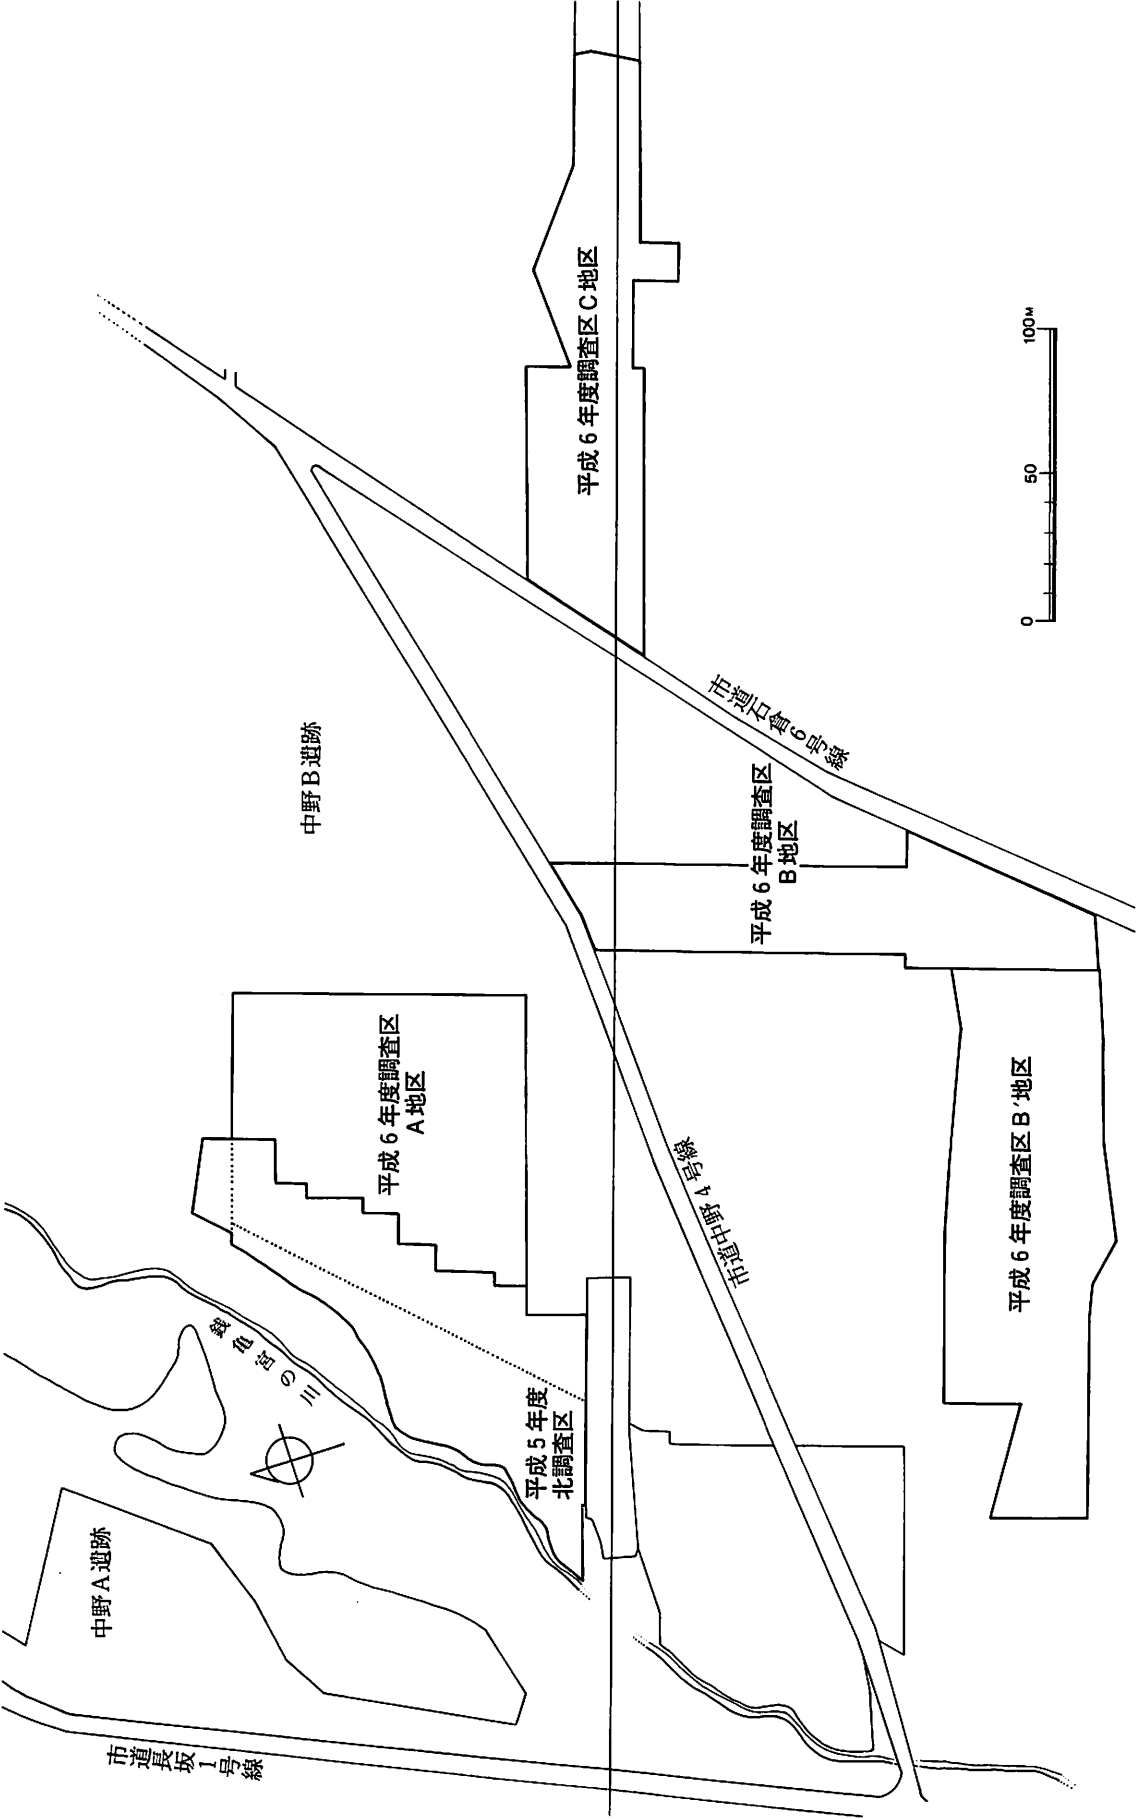 中野A遺跡
市道長坂1号線
銭亀宮の川
平成5年度
北調査区
平成6年度調査区
A地区
中野B遺跡
市道中野4号線
平成6年度調査区
B地区
市道石倉6号線
平成6年度調査区C地区
平成6年度調査区B′地区
0
50
100M